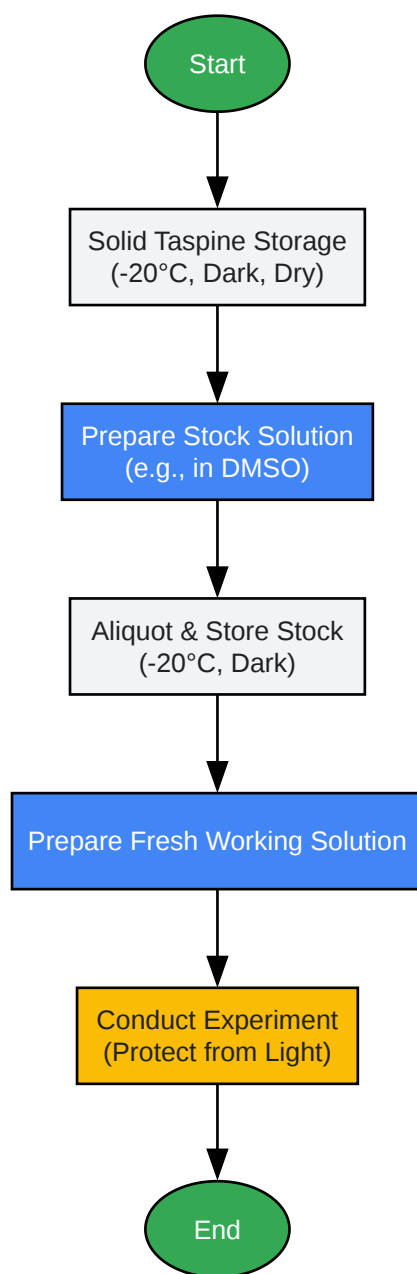 Start
Solid Taspine Storage
(-20°C, Dark, Dry)
Prepare Stock Solution
(e.g., in DMSO)
Aliquot & Store Stock
(-20°C, Dark)
Prepare Fresh Working Solution
Conduct Experiment
(Protect from Light)
End